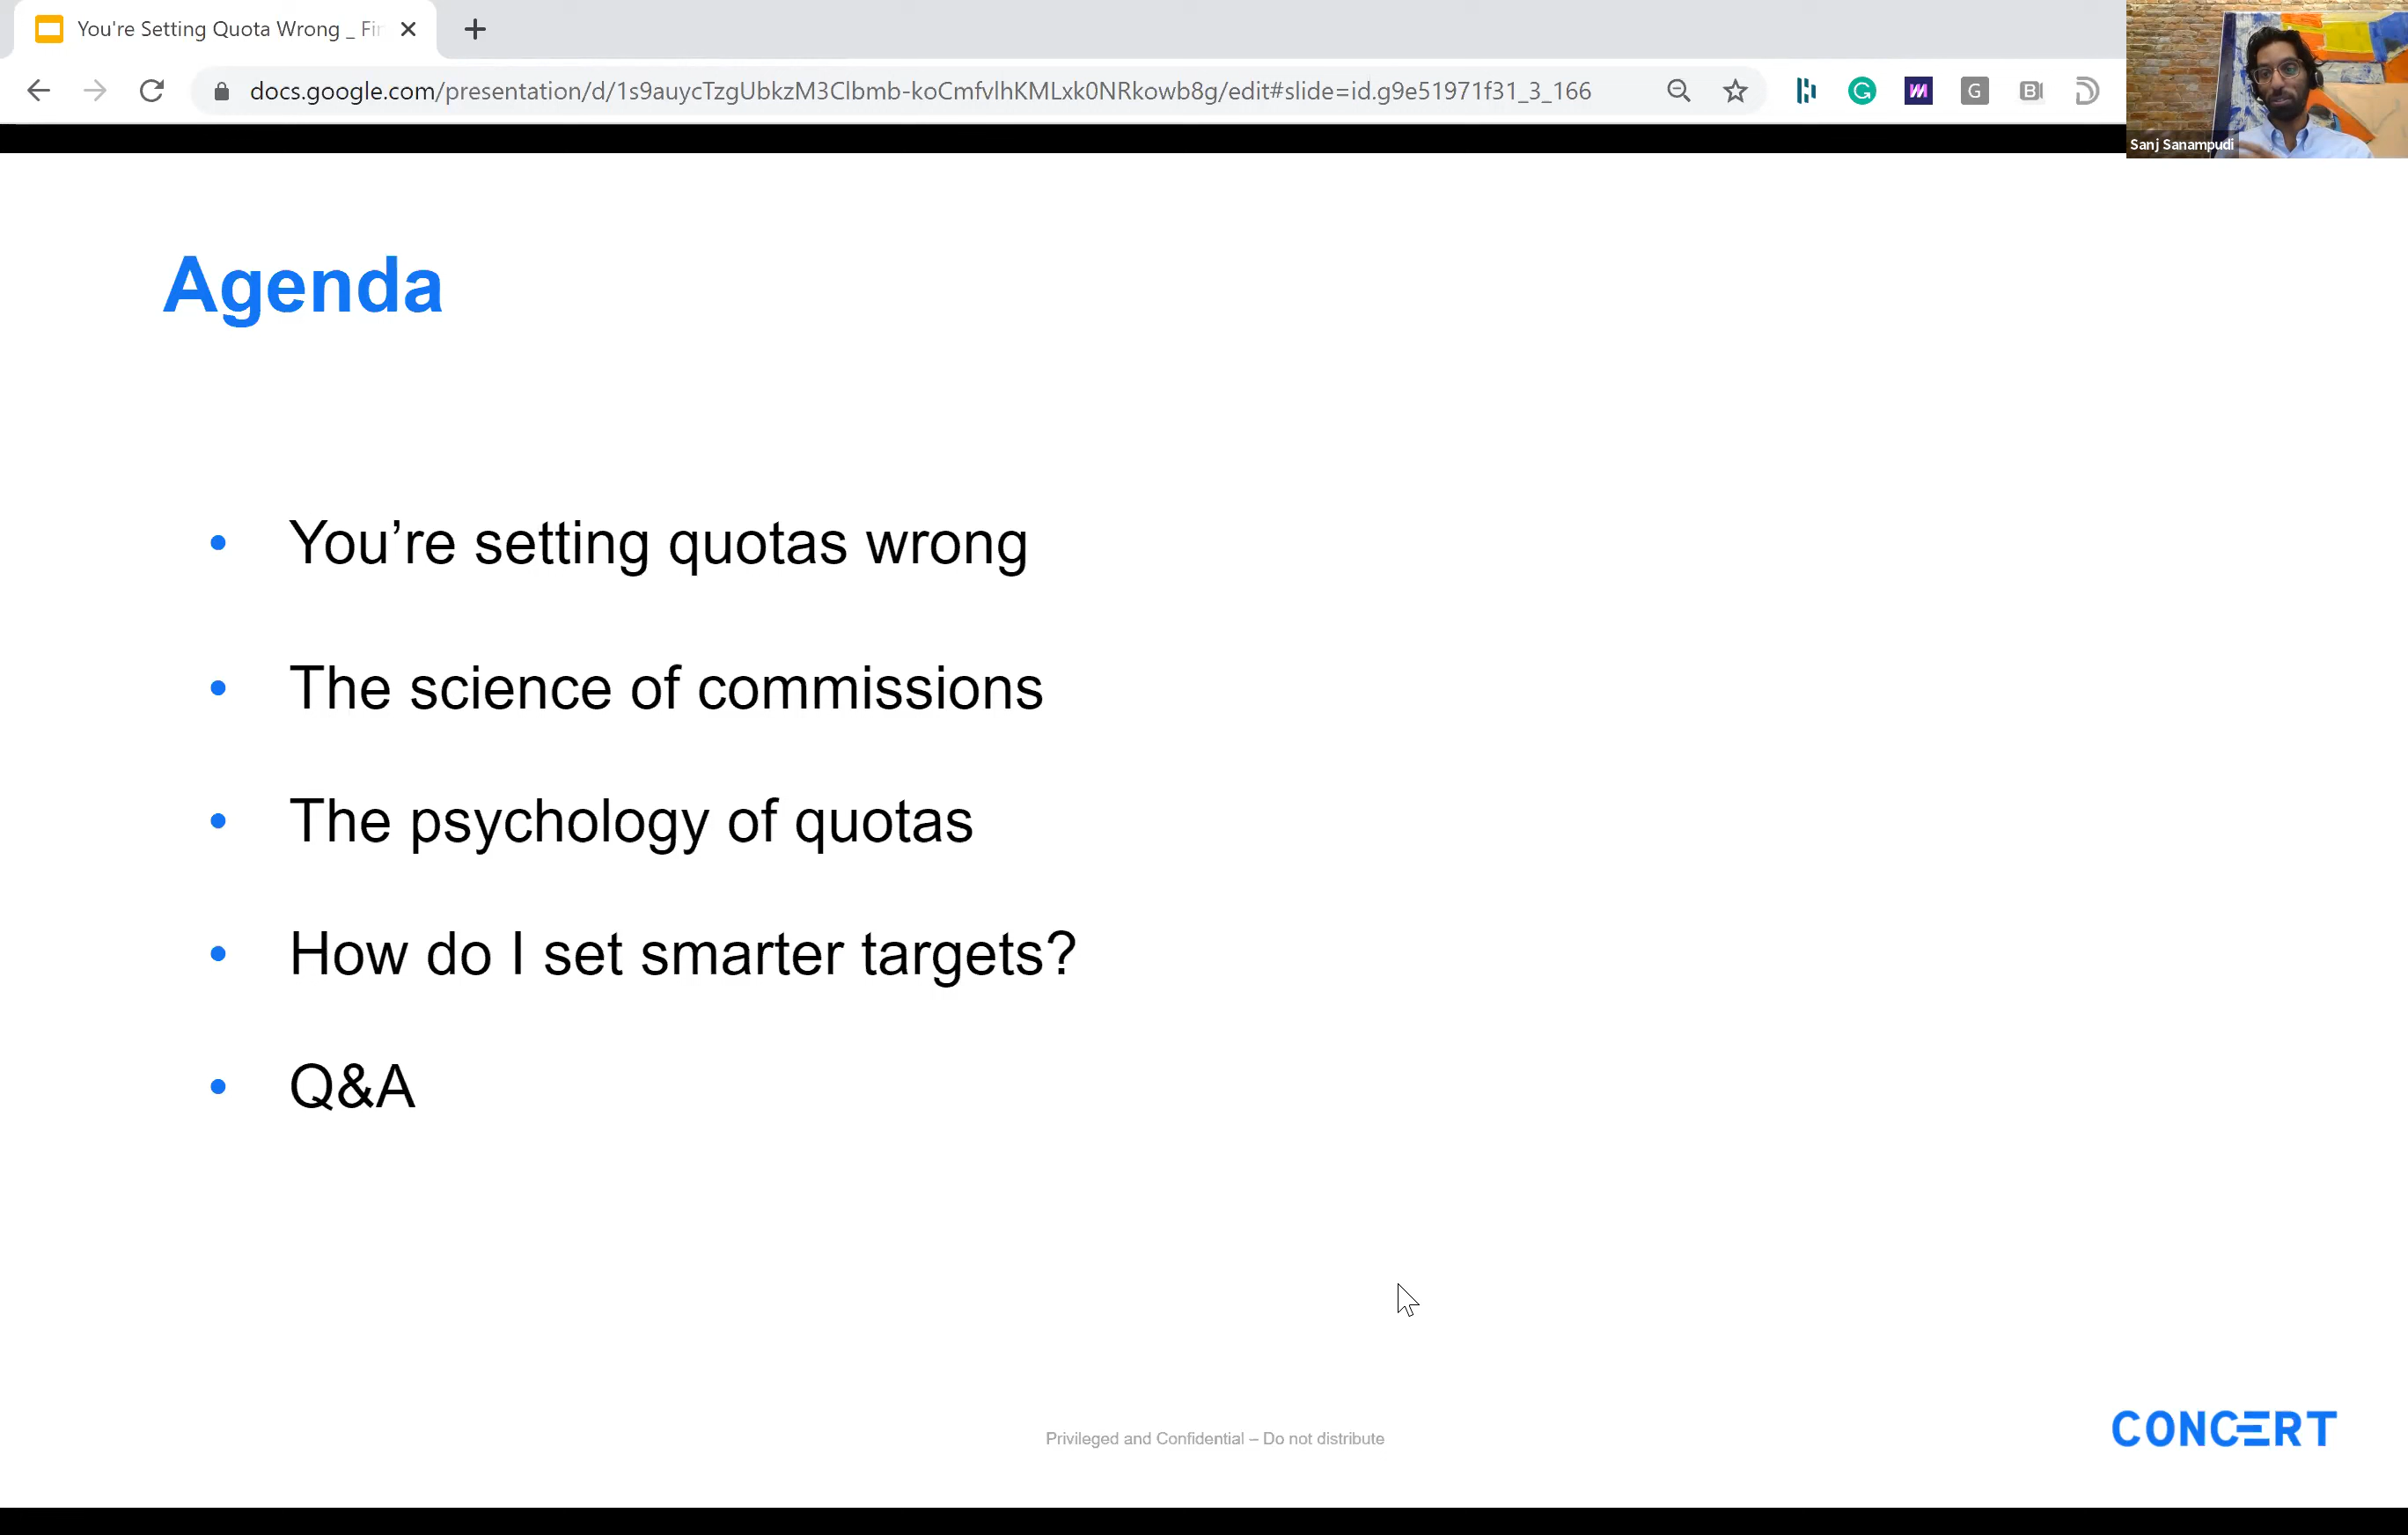 You're Setting Quota Wrong _ Fi
docs.google.com/presentation/d/1s9auycTzgUbkzM3Clbmb-koCmfvlhKMLxk0NRkowb8g/edit#slide=id.g9e51971f31_3_166
Sanj Sanampudi
Agenda
• You’re setting quotas wrong
• The science of commissions
• The psychology of quotas
• How do I set smarter targets?
• Q&A
Privileged and Confidential – Do not distribute
CONCERT